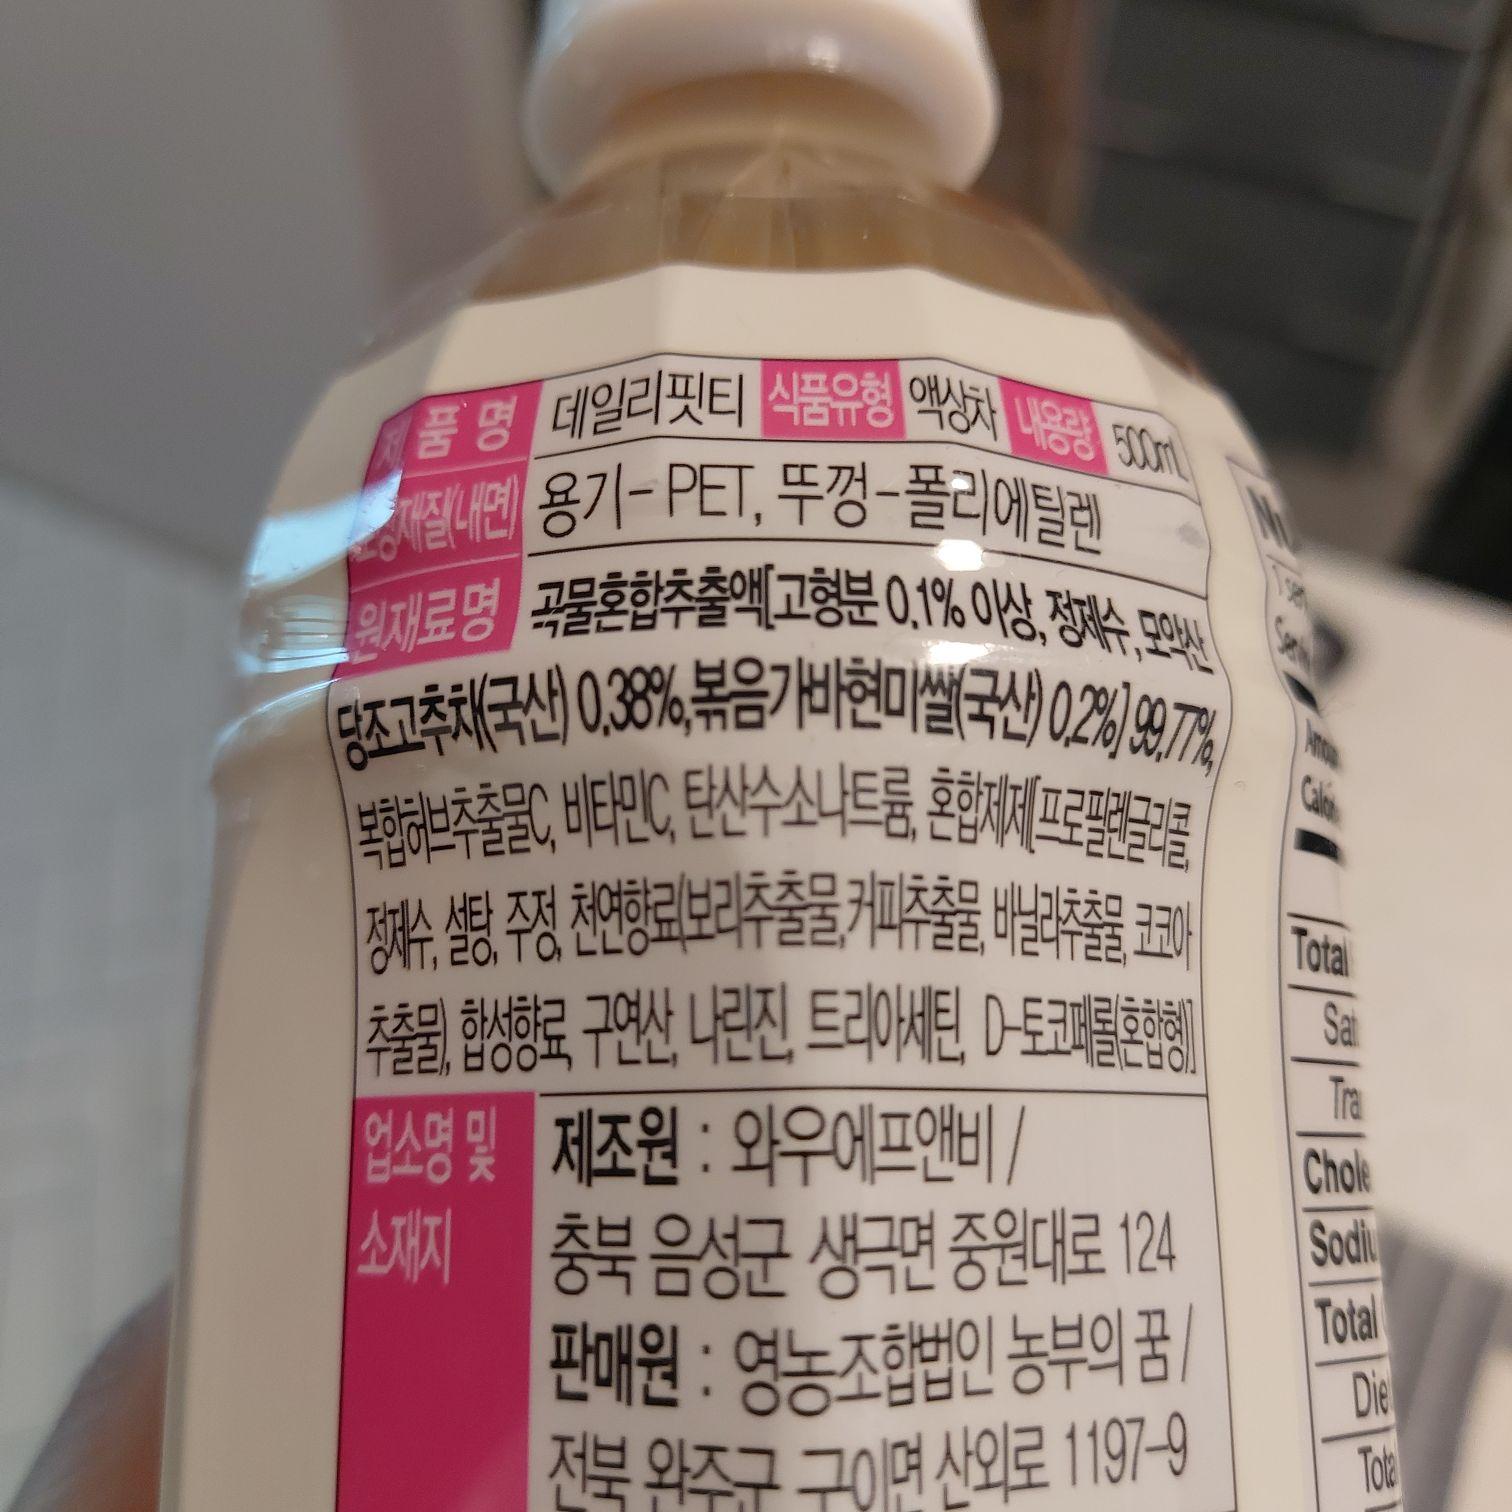 제품명 데일리핏티 식품유형 액상차 내용량 500mL
포장재질(내면) 용기-PET, 뚜껑-폴리에틸렌
원재료명 곡물혼합추출액[고형분 0.1% 이상, 정제수, 모악산
당조고추차(국산) 0.38%,볶음가바현미쌀(국산) 0.2%] 99.77%,
복합허브추출물C, 비타민C, 탄산수소나트륨, 혼합제제[프로필렌글리콜,
정제수, 설탕, 주정, 천연향료(보리추출물,커피추출물, 바닐라추출물, 코코아
추출물), 합성향료, 구연산, 나린진, 트리아세틴, D-토코페롤(혼합형)]
업소명 및
소재지
제조원 : 와우에프앤비 /
충북 음성군 생극면 중원대로 124
판매원 : 영농조합법인 농부의 꿈 /
전북 완주군 구이면 산외로 1197-9
Total
Total